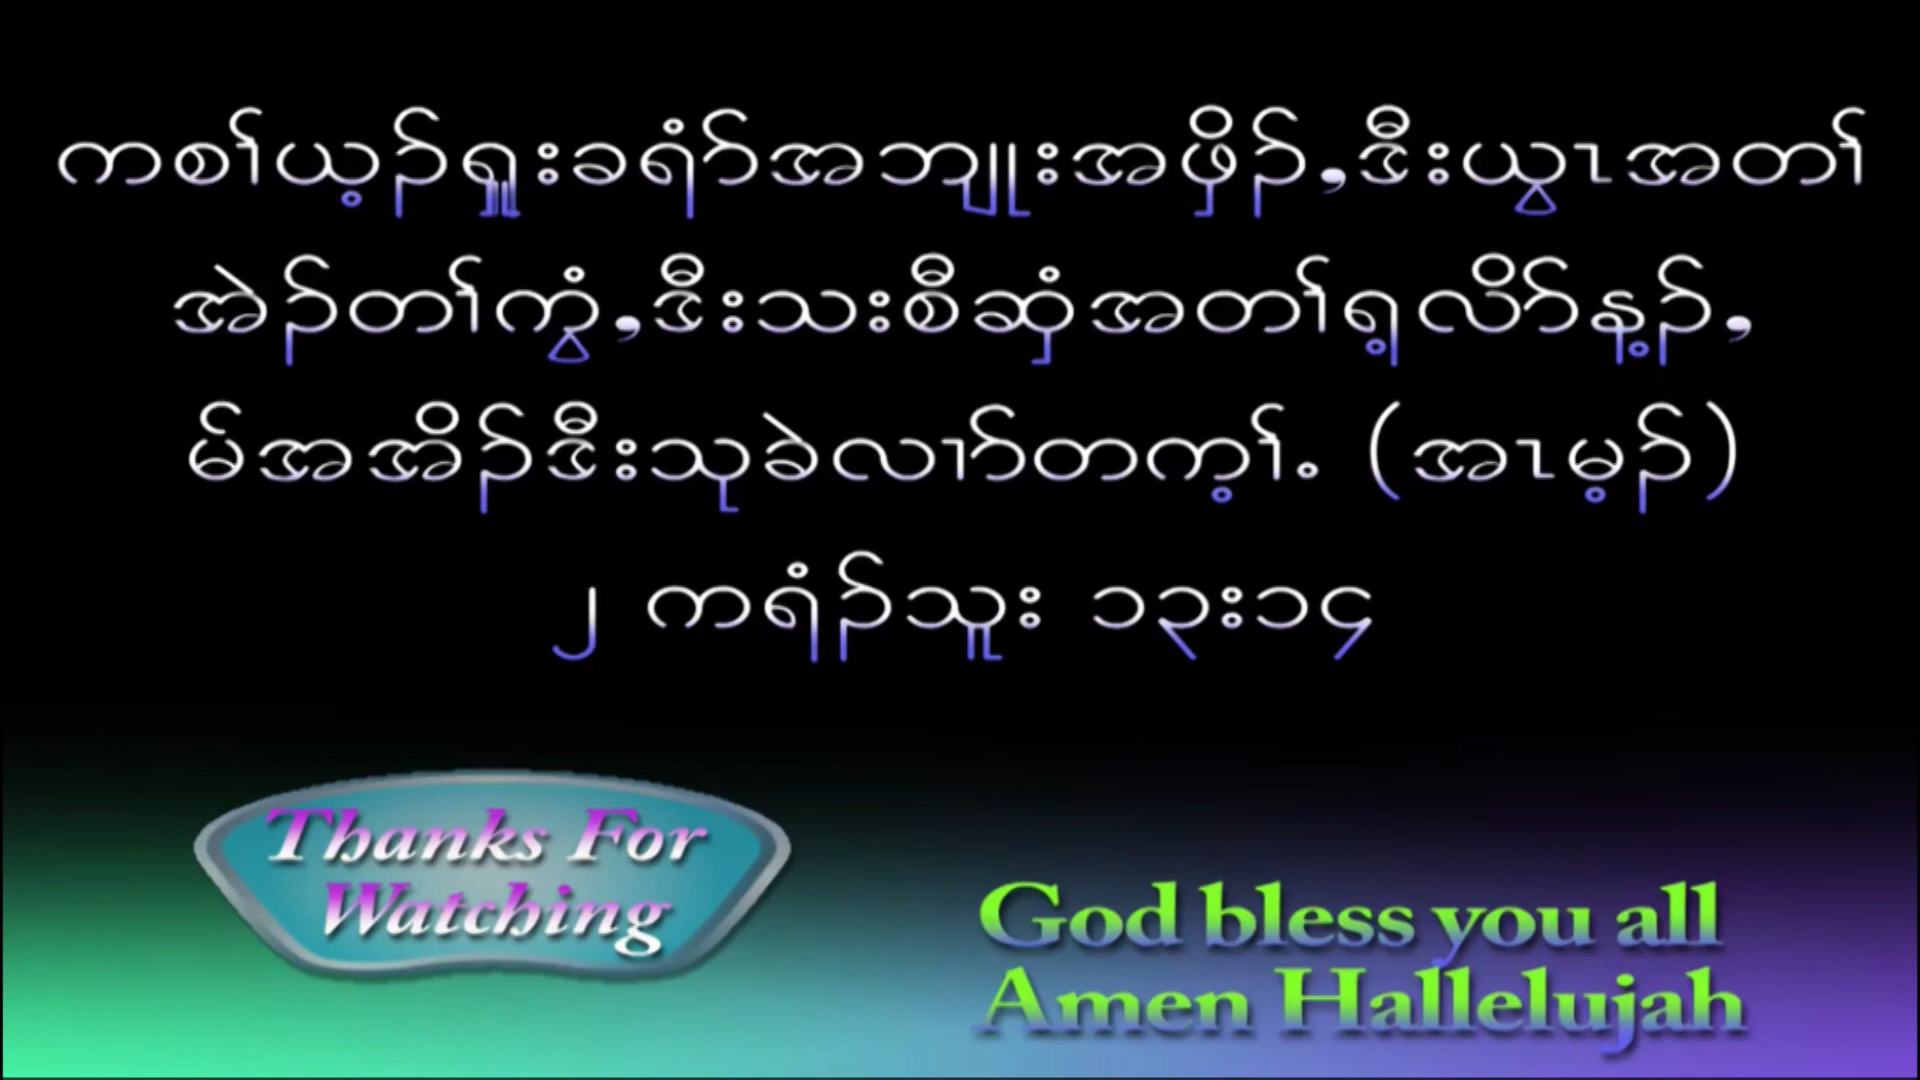 ကစၢ်ယ့ၣ်ရှူးခရံာ်အဘျုးအဖှိၣ်,ဒီးယွၤအတၢ်
အဲၣ်တၢ်ကွံ,ဒီးသးစီဆှံအတၢ်ရ့လိာ်န့ၣ်,
မ်အအိၣ်ဒီးသုခဲလၢာ်တက့ၢ်. (အၤမ့ၣ်)
၂ ကရံၣ်သူး ၁၃း၁၄
Thanks For
Watching
God bless you all
Amen Hallelujah